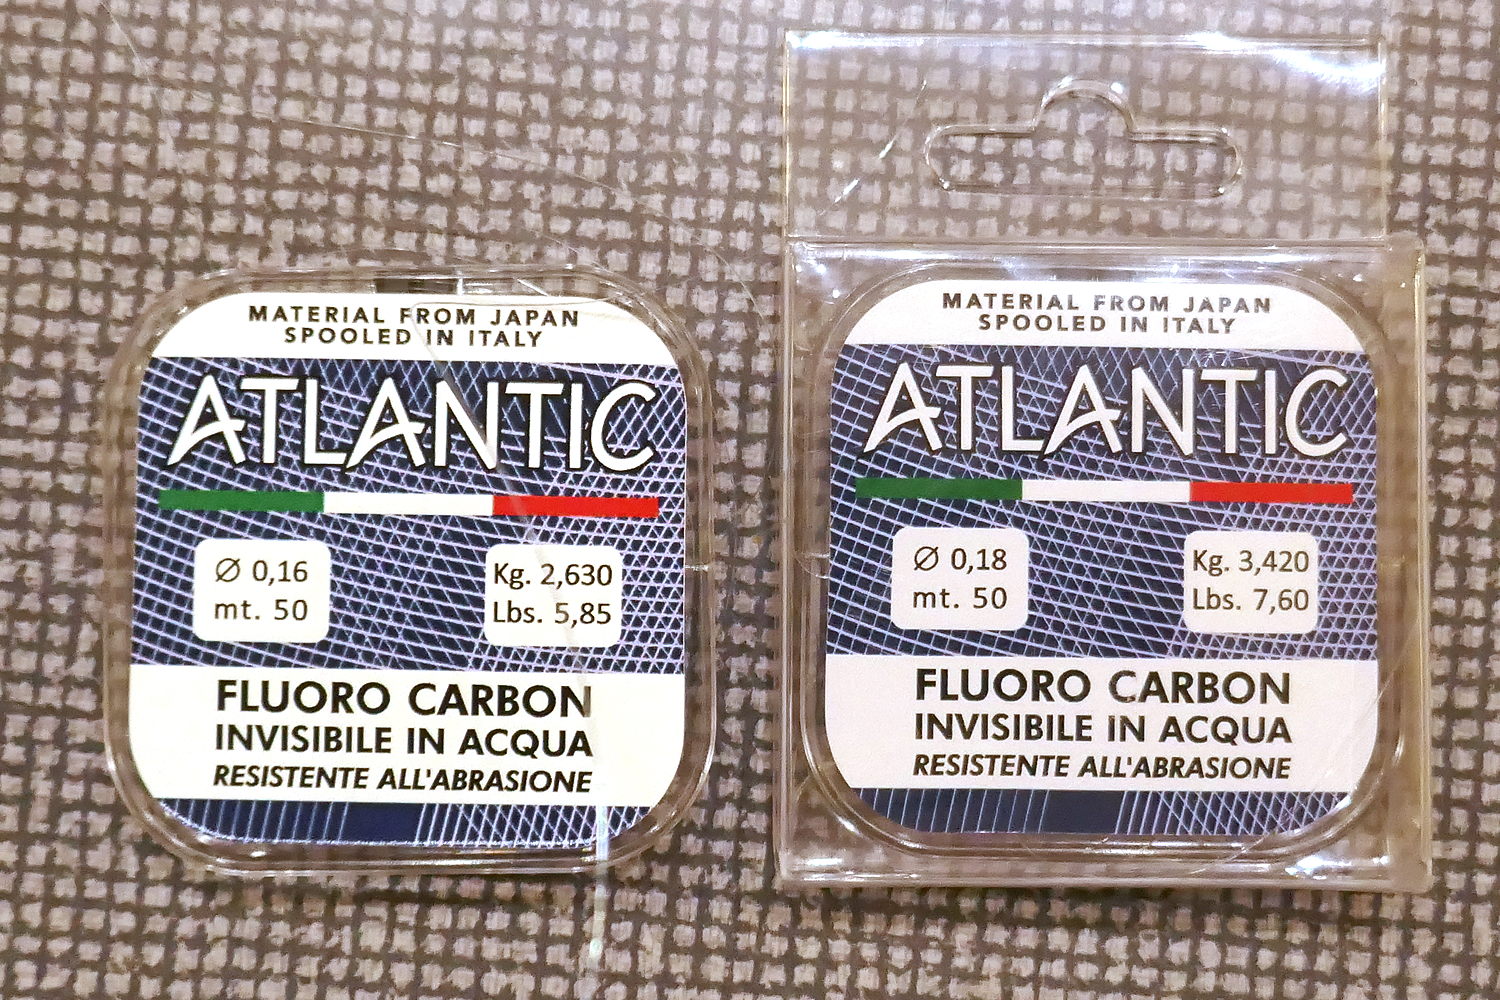 MATERIAL FROM JAPAN
SPOOLED IN ITALY
ATLANTIC
Ø 0,16
mt. 50
Kg. 2,630
Lbs. 5,85
FLUORO CARBON
INVISIBILE IN ACQUA
RESISTENTE ALL'ABRASIONE
MATERIAL FROM JAPAN
SPOOLED IN ITALY
ATLANTIC
Ø 0,18
mt. 50
Kg. 3,420
Lbs. 7,60
FLUORO CARBON
INVISIBILE IN ACQUA
RESISTENTE ALL'ABRASIONE